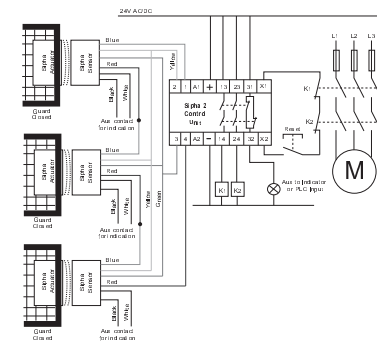 24V AC/DC
Blue
Red
Black
White
Yellow
Sipha Actuator
Sipha Sensor
Guard Closed
Aux contact for indication
2 1 A1 + 13 23 31 X1
Sipha 2 Control Unit
3 4 A2 − 14 24 32 X2
K1
K2
Reset
L1 L2 L3
K1
K2
M
Aux to Indicator or PLC Input
Blue
Red
Black
White
Yellow
Green
Sipha Actuator
Sipha Sensor
Guard Closed
Aux contact for indication
Blue
Red
Black
White
Sipha Actuator
Sipha Sensor
Guard Closed
Aux contact for indication